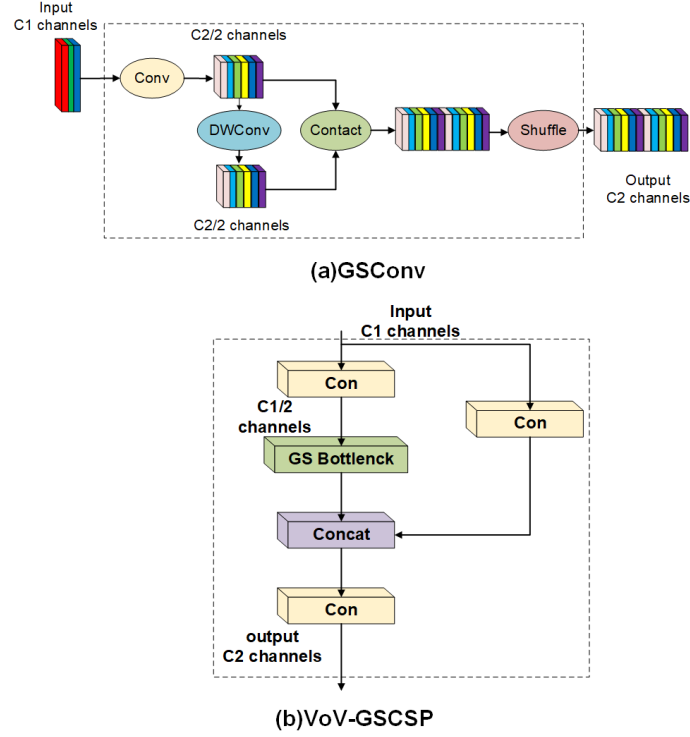 Input
C1 channels
C2/2 channels
Conv
DWConv
Contact
Shuffle
C2/2 channels
Output
C2 channels
(a)GSConv
Input
C1 channels
Con
C1/2
channels
Con
GS Bottlenck
Concat
Con
output
C2 channels
(b)VoV-GSCSP